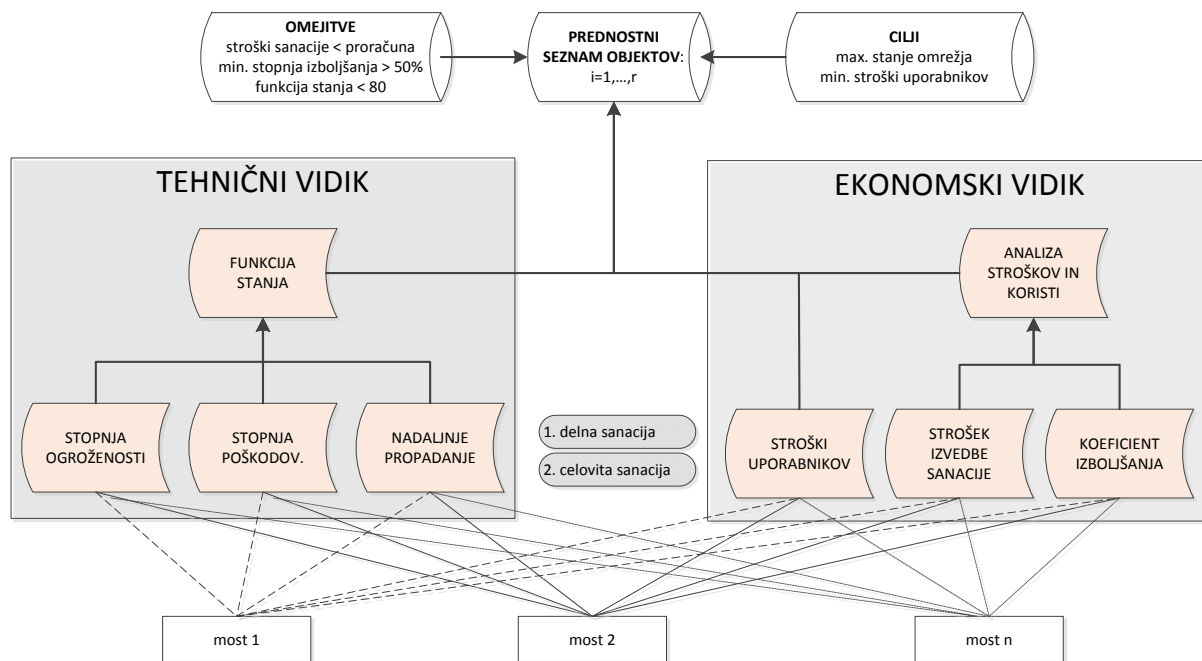 OMEJITVE
stroški sanacije < proračuna
min. stopnja izboljšanja > 50%
funkcija stanja < 80
PREDNOSTNI
SEZNAM OBJEKTOV:
i=1,...,r
CILJI
max. stanje omrežja
min. stroški uporabnikov
TEHNIČNI VIDIK
EKONOMSKI VIDIK
FUNKCIJA
STANJA
ANALIZA
STROŠKOV IN
KORISTI
STOPNJA
OGROŽENOSTI
STOPNJA
POŠKODOV.
NADALJNJE
PROPADANJE
1. delna sanacija
2. celovita sanacija
STROŠKI
UPORABNIKOV
STROŠEK
IZVEDBE
SANACIJE
KOEFICIENT
IZBOLJŠANJA
most 1
most 2
most n